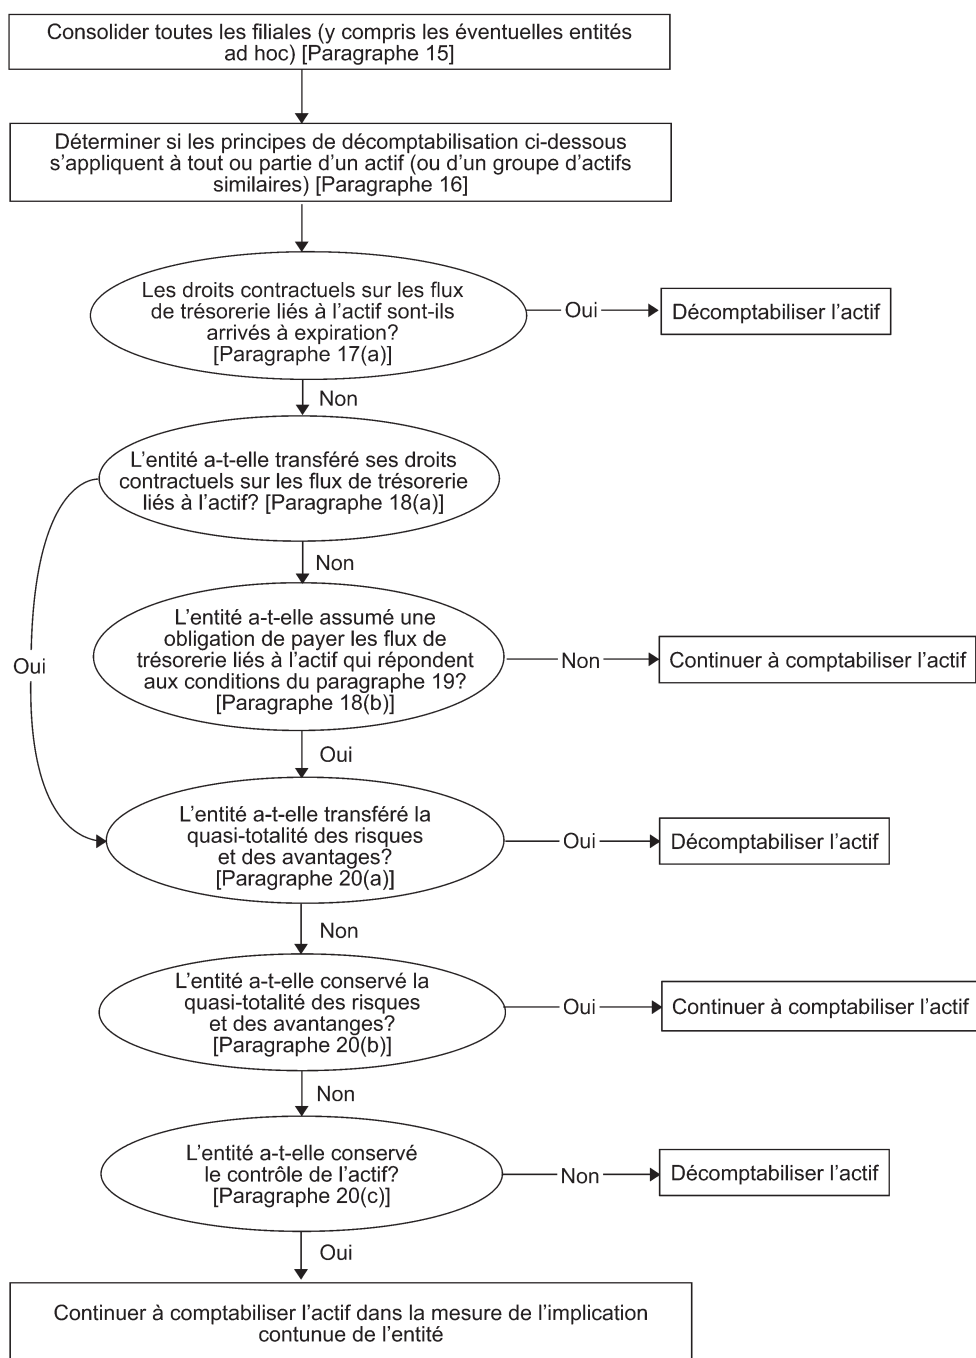 Consolider toutes les filiales (y compris les éventuelles entités
ad hoc) [Paragraphe 15]
Déterminer si les principes de décomptabilisation ci-dessous
s'appliquent à tout ou partie d'un actif (ou d'un groupe d'actifs
similaires) [Paragraphe 16]
Les droits contractuels sur les flux
de trésorerie liés à l'actif sont-ils
arrivés à expiration?
[Paragraphe 17(a)]
Oui
Décomptabiliser l'actif
Non
L'entité a-t-elle transféré ses droits
contractuels sur les flux de trésorerie
liés à l'actif? [Paragraphe 18(a)]
Non
Oui
L'entité a-t-elle assumé une
obligation de payer les flux de
trésorerie liés à l'actif qui répondent
aux conditions du paragraphe 19?
[Paragraphe 18(b)]
Non
Continuer à comptabiliser l'actif
Oui
L'entité a-t-elle transféré la
quasi-totalité des risques
et des avantages?
[Paragraphe 20(a)]
Oui
Décomptabiliser l'actif
Non
L'entité a-t-elle conservé la
quasi-totalité des risques
et des avantanges?
[Paragraphe 20(b)]
Oui
Continuer à comptabiliser l'actif
Non
L'entité a-t-elle conservé
le contrôle de l'actif?
[Paragraphe 20(c)]
Non
Décomptabiliser l'actif
Oui
Continuer à comptabiliser l'actif dans la mesure de l'implication
contunue de l'entité